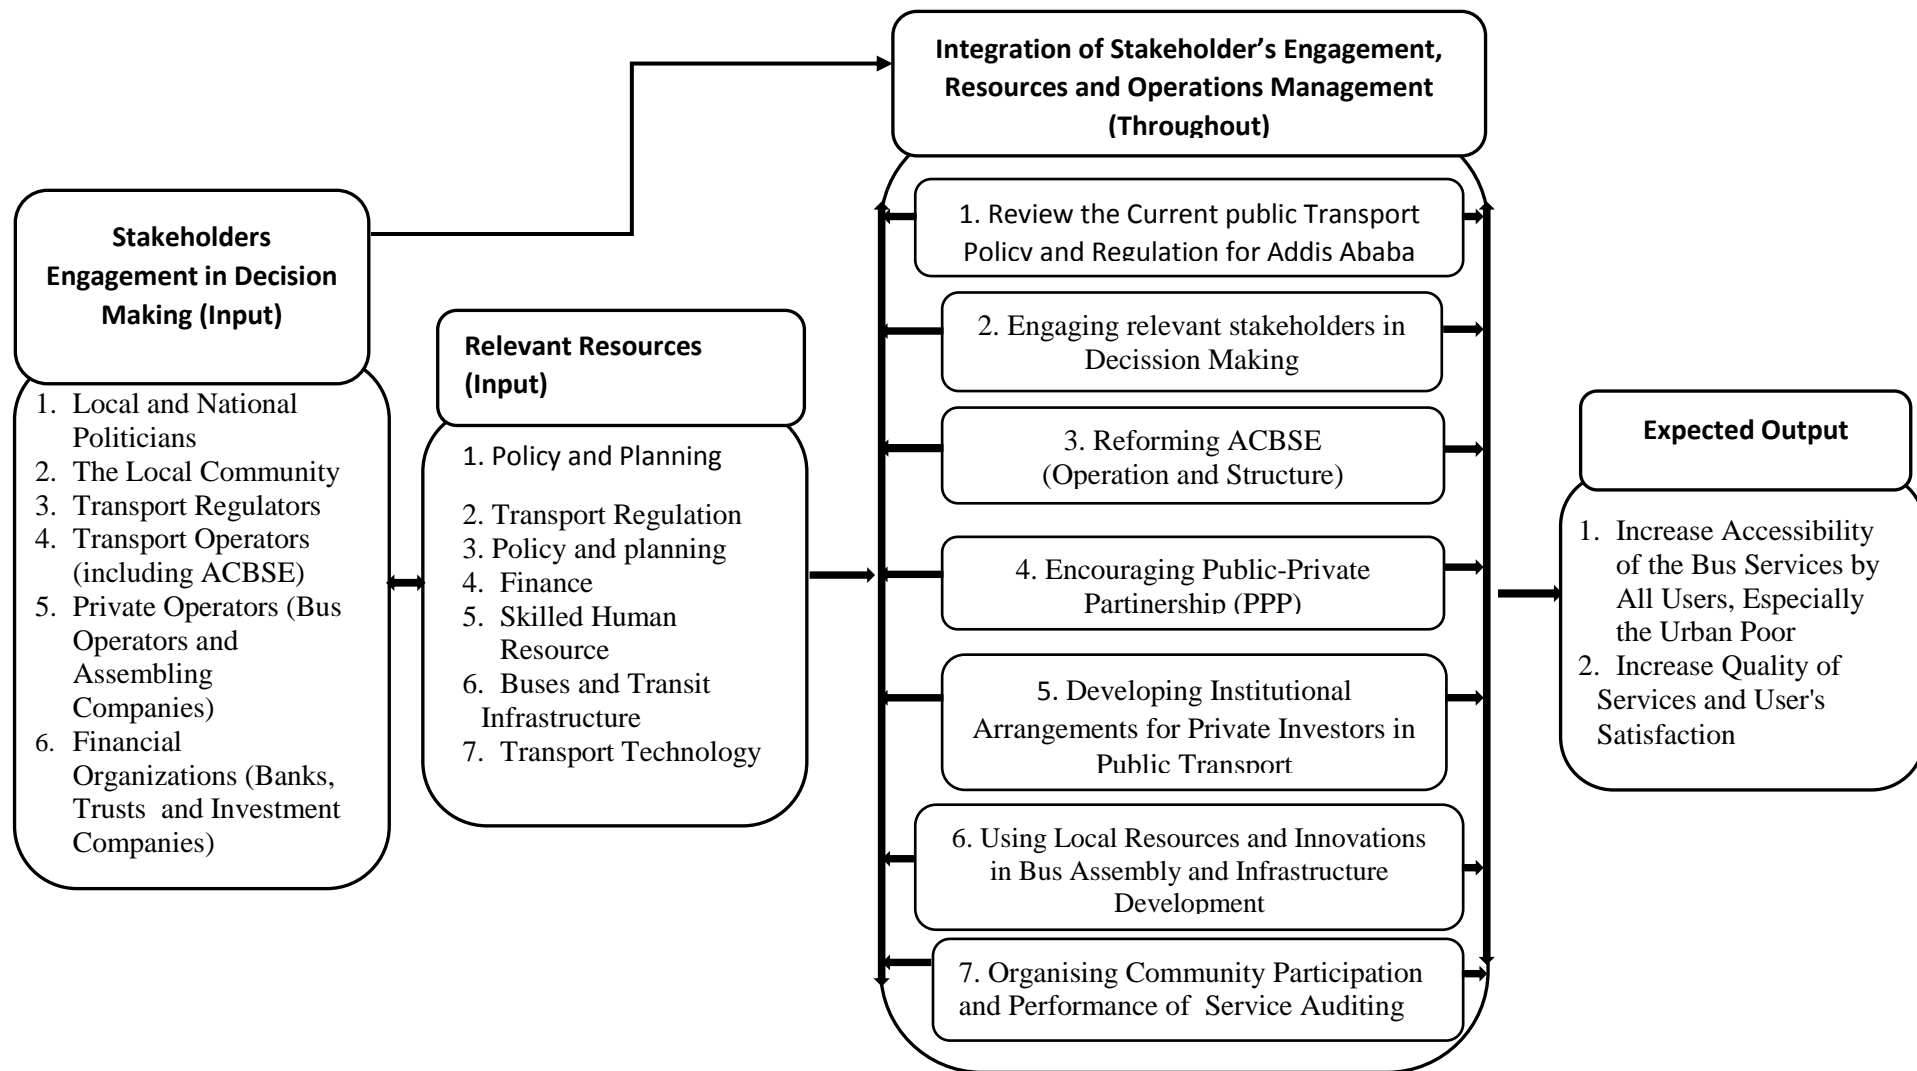 Stakeholders
Engagement in Decision
Making (Input)
1. Local and National
Politicians
2. The Local Community
3. Transport Regulators
4. Transport Operators
(including ACBSE)
5. Private Operators (Bus
Operators and
Assembling
Companies)
6. Financial
Organizations (Banks,
Trusts and Investment
Companies)
Relevant Resources
(Input)
1. Policy and Planning
2. Transport Regulation
3. Policy and planning
4. Finance
5. Skilled Human
Resource
6. Buses and Transit
Infrastructure
7. Transport Technology
Integration of Stakeholder’s Engagement,
Resources and Operations Management
(Throughout)
1. Review the Current public Transport
Policy and Regulation for Addis Ababa
2. Engaging relevant stakeholders in
Decission Making
3. Reforming ACBSE
(Operation and Structure)
4. Encouraging Public-Private
Partinership (PPP)
5. Developing Institutional
Arrangements for Private Investors in
Public Transport
6. Using Local Resources and Innovations
in Bus Assembly and Infrastructure
Development
7. Organising Community Participation
and Performance of Service Auditing
Expected Output
1. Increase Accessibility
of the Bus Services by
All Users, Especially
the Urban Poor
2. Increase Quality of
Services and User's
Satisfaction